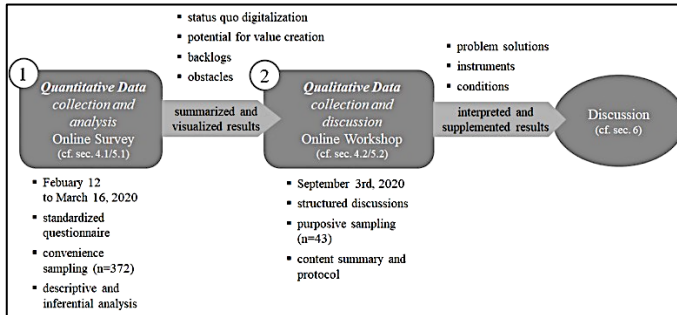 ▪ status quo digitalization
▪ potential for value creation
▪ backlogs
▪ obstacles
▪ problem solutions
▪ instruments
▪ conditions
1
Quantitative Data
collection and
analysis
Online Survey
(cf. sec. 4.1/5.1)
summarized and
visualized results
2
Qualitative Data
collection and
discussion
Online Workshop
(cf. sec. 4.2/5.2)
interpreted and
supplemented results
Discussion
(cf. sec. 6)
▪ Febuary 12
to March 16, 2020
▪ standardized
questionnaire
▪ convenience
sampling (n=372)
▪ descriptive and
inferential analysis
▪ September 3rd, 2020
▪ structured discussions
▪ purposive sampling
(n=43)
▪ content summary and
protocol